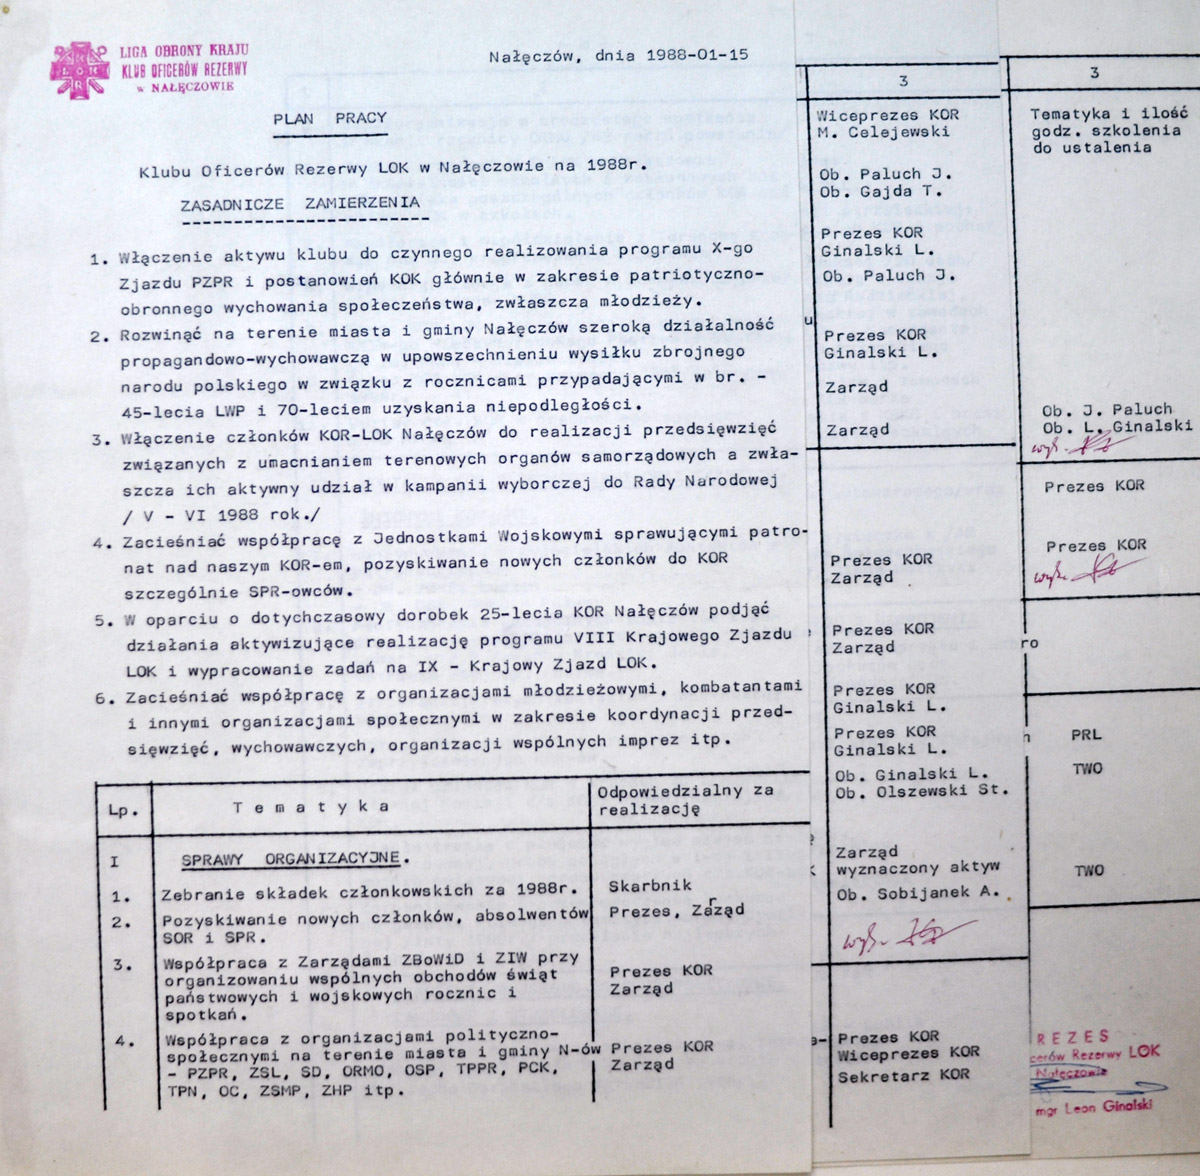 LIGA OBRONY KRAJU
KLUB OFICERÓW REZERWY
w NAŁĘCZOWIE
Nałęczów, dnia 1988-01-15
PLAN PRACY
Klubu Oficerów Rezerwy LOK w Nałęczowie na 1988r.
ZASADNICZE ZAMIERZENIA
1. Włączenie aktywu klubu do czynnego realizowania programu X-go
Zjazdu PZPR i postanowień KOK głównie w zakresie patriotyczno-
obronnego wychowania społeczeństwa, zwłaszcza młodzieży.
2. Rozwinąć na terenie miasta i gminy Nałęczów szeroką działalność
propagandowo-wychowawczą w upowszechnieniu wysiłku zbrojnego
narodu polskiego w związku z rocznicami przypadającymi w br. -
45-lecia LWP i 70-leciem uzyskania niepodległości.
3. Włączenie członków KOR-LOK Nałęczów do realizacji przedsięwzięć
związanych z umacnianiem terenowych organów samorządowych a zwła-
szcza ich aktywny udział w kampanii wyborczej do Rady Narodowej
/ V - VI 1988 rok./
4. Zacieśniać współpracę z Jednostkami Wojskowymi sprawującymi patro-
nat nad naszym KOR-em, pozyskiwanie nowych członków do KOR
szczególnie SPR-owców.
5. W oparciu o dotychczasowy dorobek 25-lecia KOR Nałęczów podjąć
działania aktywizujące realizację programu VIII Krajowego Zjazdu
LOK i wypracowanie zadań na IX - Krajowy Zjazd LOK.
6. Zacieśniać współpracę z organizacjami młodzieżowymi, kombatantami
i innymi organizacjami społecznymi w zakresie koordynacji przed-
sięwzięć, wychowawczych, organizacji wspólnych imprez itp.
Lp. Tematyka Odpowiedzialny za
realizację
I SPRAWY ORGANIZACYJNE.
1. Zebranie składek członkowskich za 1988r. Skarbnik
2. Pozyskiwanie nowych członków, absolwentów Prezes, Zarząd
SOR i SPR.
3. Współpraca z Zarządami ZBoWiD i ZIW przy
organizowaniu wspólnych obchodów świąt Prezes KOR
państwowych i wojskowych rocznic i Zarząd
spotkań.
4. Współpraca z organizacjami polityczno-
społecznymi na terenie miasta i gminy N-ów Prezes KOR
- PZPR, ZSL, SD, ORMO, OSP, TPPR, PCK, Zarząd
TPN, OC, ZSMP, ZHP itp.
3
Wiceprezes KOR
M. Celejewski
Ob. Paluch J.
Ob. Gajda T.
Prezes KOR
Ginalski L.
Ob. Paluch J.
Prezes KOR
Ginalski L.
Zarząd
Zarząd
Prezes KOR
Zarząd
Prezes KOR
Zarząd
Prezes KOR
Ginalski L.
Prezes KOR
Ginalski L.
Ob. Ginalski L.
Ob. Olszewski St.
Zarząd
wyznaczony aktyw
Ob. Sobijanek A.
Prezes KOR
Wiceprezes KOR
Sekretarz KOR
3
Tematyka i ilość
godz. szkolenia
do ustalenia
Ob. J. Paluch
Ob. L. Ginalski
Prezes KOR
Prezes KOR
ro
PRL
TWO
TWO
REZES
cerów Rezerwy LOK
Nałęczowie
mgr Leon Ginalski